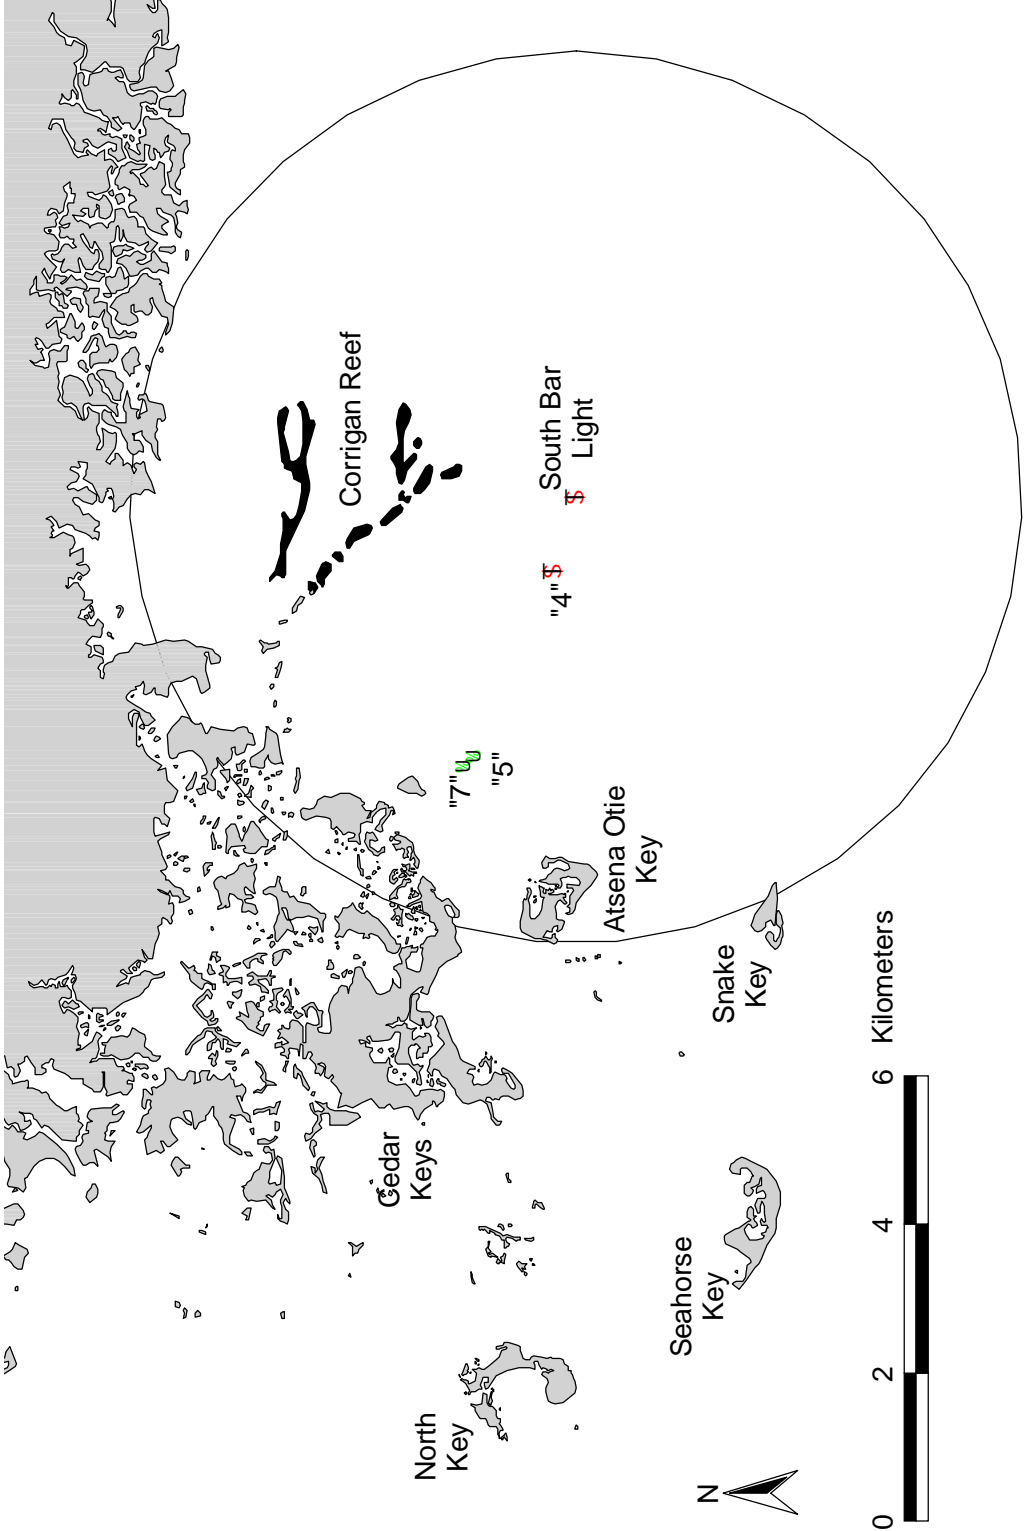 Corrigan Reef
South Bar
Light
"4"
"7"
"5"
Atsena Otie
Key
Snake
Key
Cedar
Keys
Seahorse
Key
North
Key
N
0
2
4
6
Kilometers